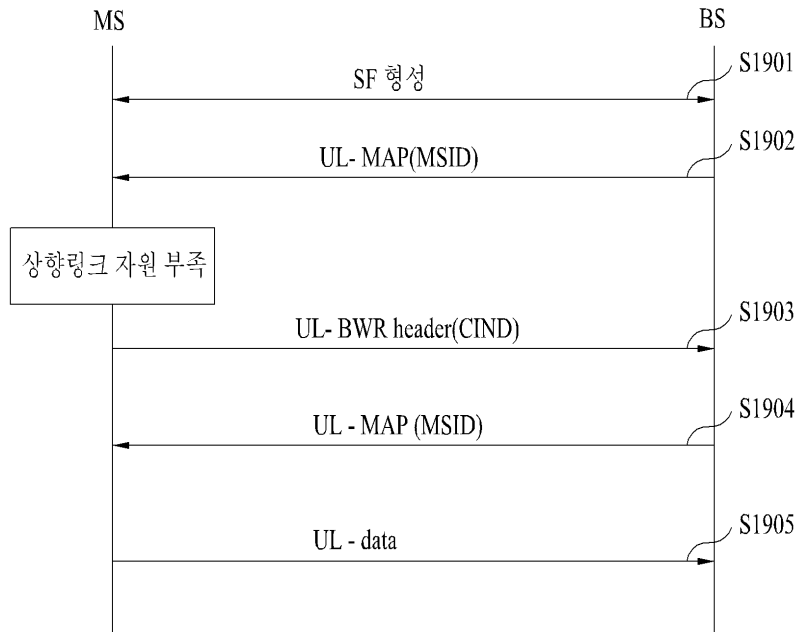 MS
BS
SF 형성
S1901
UL- MAP(MSID)
S1902
상향링크 자원 부족
UL- BWR header(CIND)
S1903
UL - MAP (MSID)
S1904
UL - data
S1905